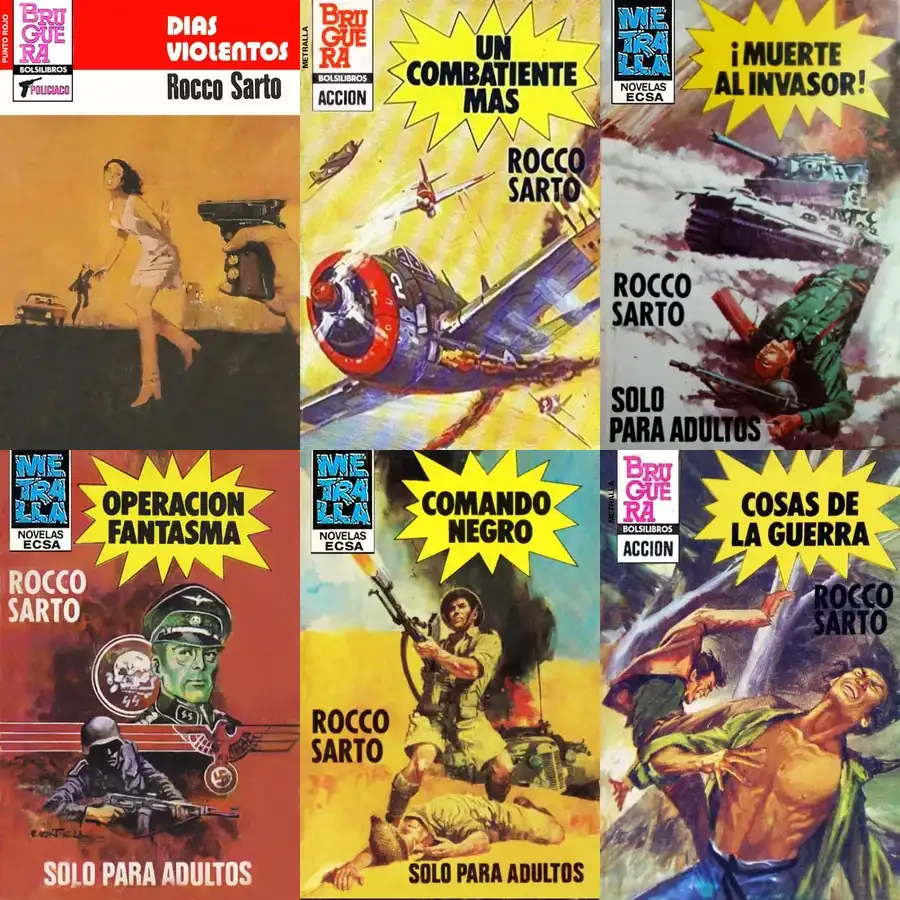 PUNTO ROJO
BRU
GUE
RA
BOLSILIBROS
POLICIACO
DIAS
VIOLENTOS
Rocco Sarto
METRALLA
BRU
GUE
RA
BOLSILIBROS
ACCION
UN
COMBATIENTE
MAS
ROCCO
SARTO
2
ME
TRA
LLA
NOVELAS
ECSA
¡MUERTE
AL INVASOR!
ROCCO
SARTO
SOLO
PARA ADULTOS
ME
TRA
LLA
NOVELAS
ECSA
OPERACION
FANTASMA
ROCCO
SARTO
SOLO PARA ADULTOS
ME
TRA
LLA
NOVELAS
ECSA
COMANDO
NEGRO
ROCCO
SARTO
SOLO PARA ADULTOS
METRALLA
BRU
GUE
RA
BOLSILIBROS
ACCION
COSAS DE
LA GUERRA
ROCCO
SARTO